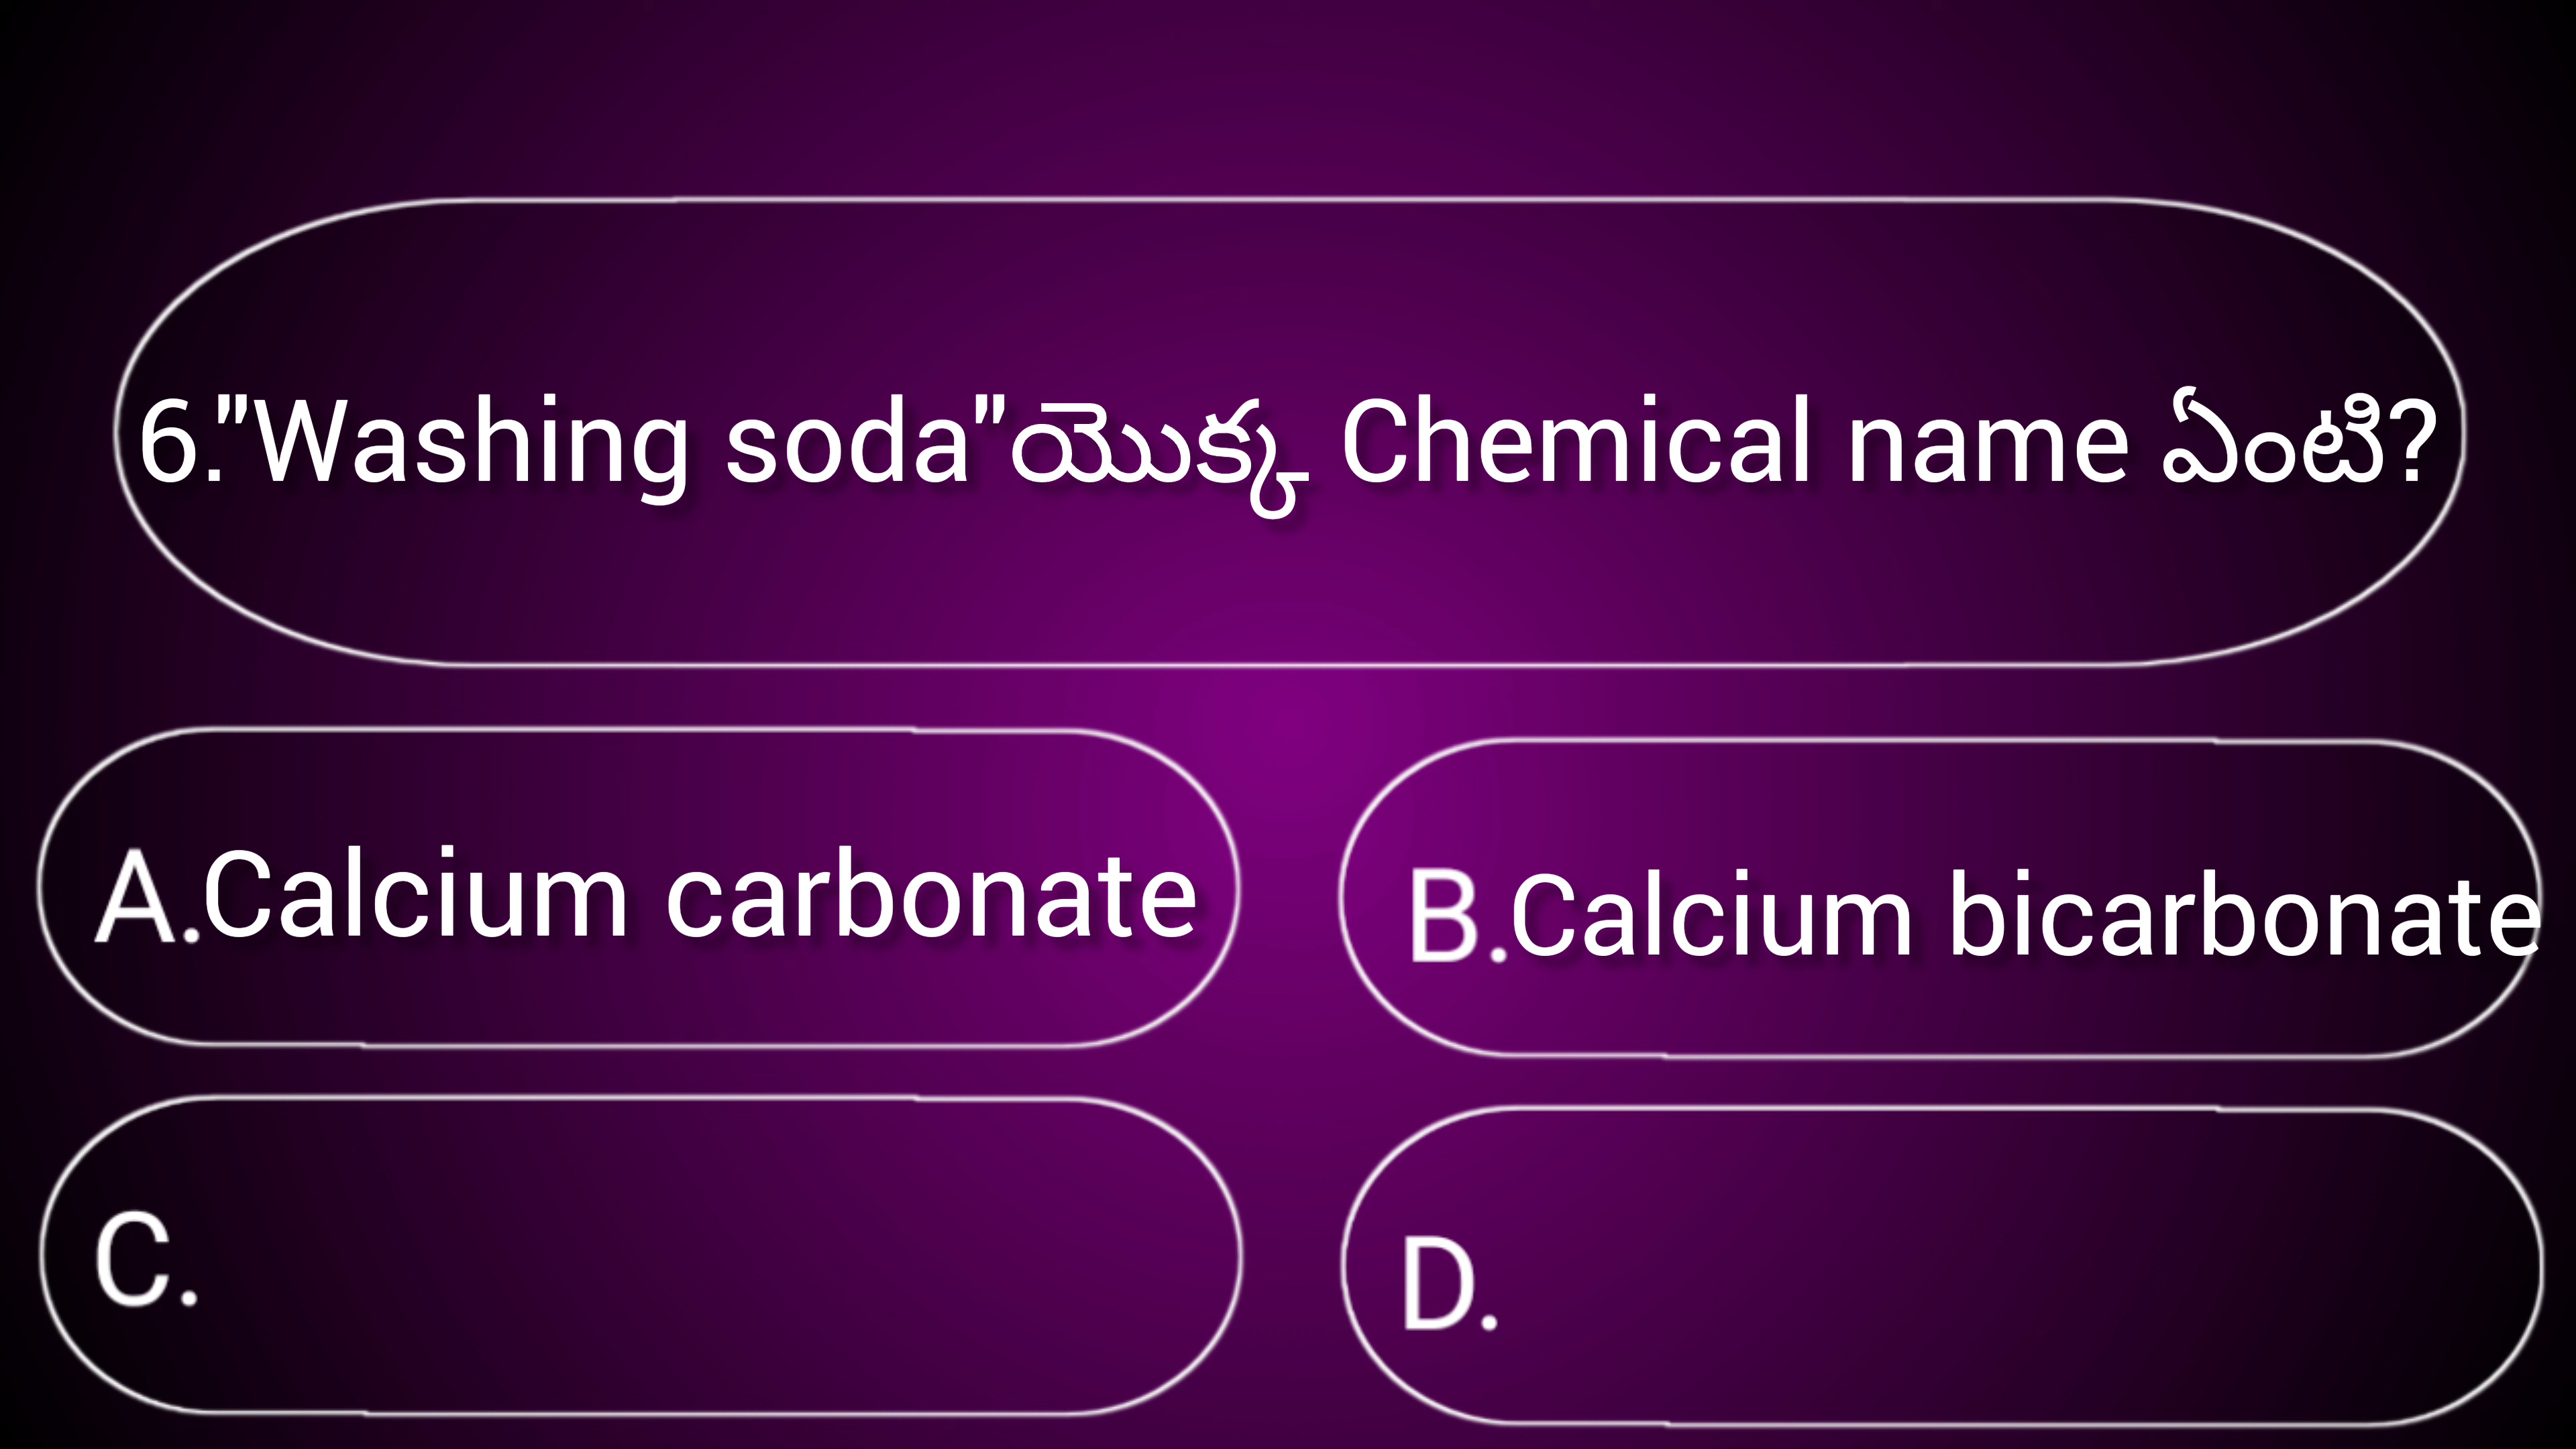 6."Washing soda"యొక్క Chemical name ఏంటి?
A.Calcium carbonate
B.Calcium bicarbonate
C.
D.